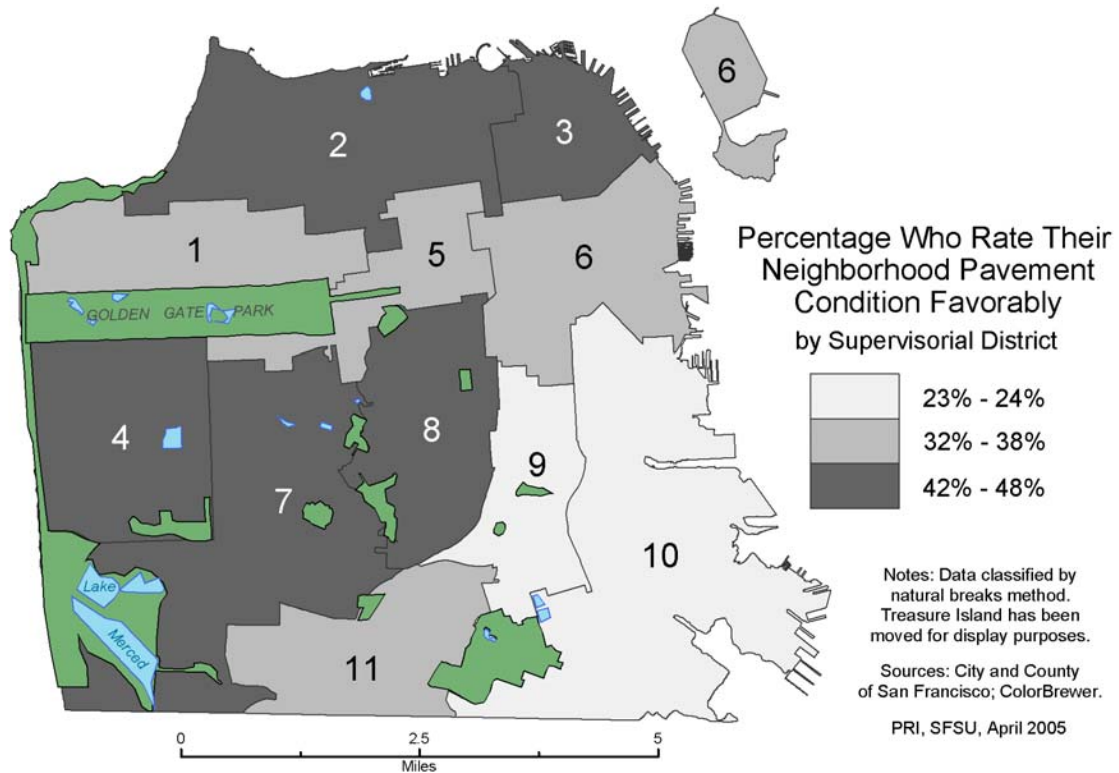 6
2
3
Percentage Who Rate Their
Neighborhood Pavement
Condition Favorably
by Supervisorial District
1
5
6
GOLDEN GATE PARK
23% - 24%
32% - 38%
42% - 48%
4
8
9
7
10
Notes: Data classified by
natural breaks method.
Treasure Island has been
moved for display purposes.
Lake
Merced
11
Sources: City and County
of San Francisco; ColorBrewer.
PRI, SFSU, April 2005
0 2.5 5
Miles